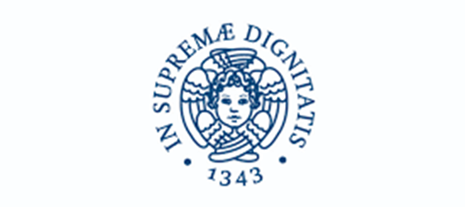 IN SUPREMÆ DIGNITATIS
1343